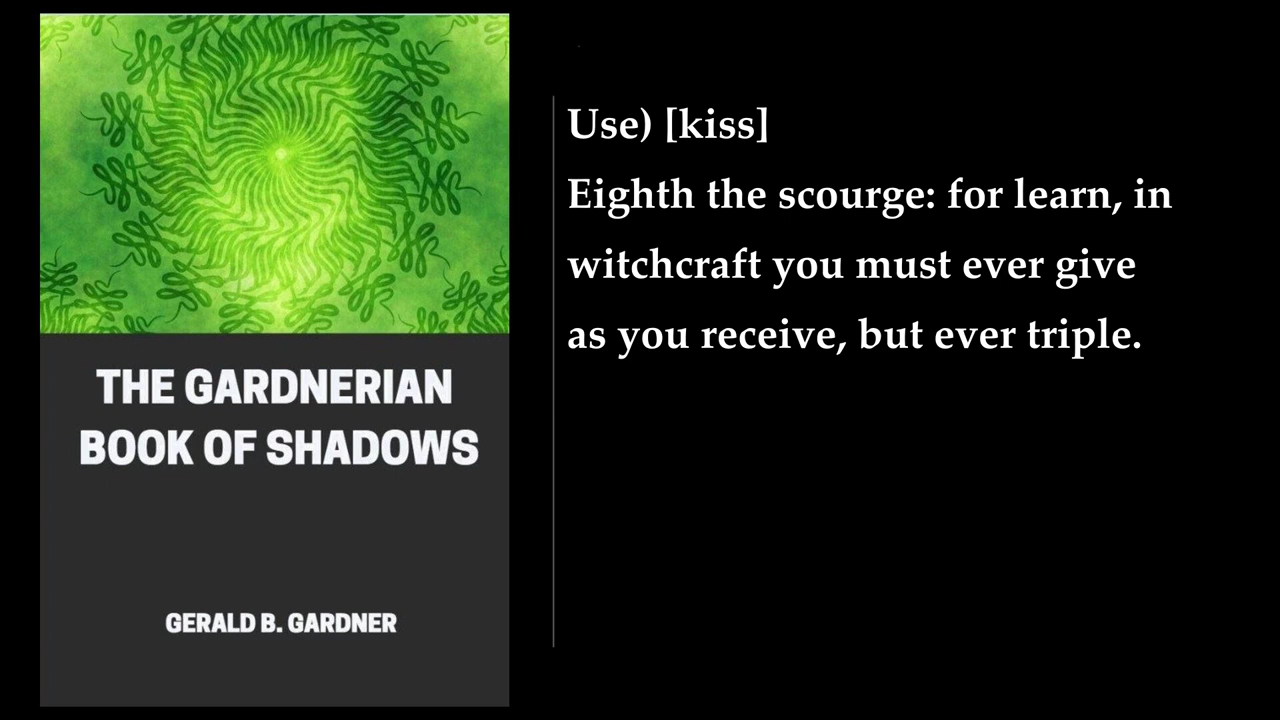 THE GARDNERIAN
BOOK OF SHADOWS
GERALD B. GARDNER
Use) [kiss]
Eighth the scourge: for learn, in
witchcraft you must ever give
as you receive, but ever triple.